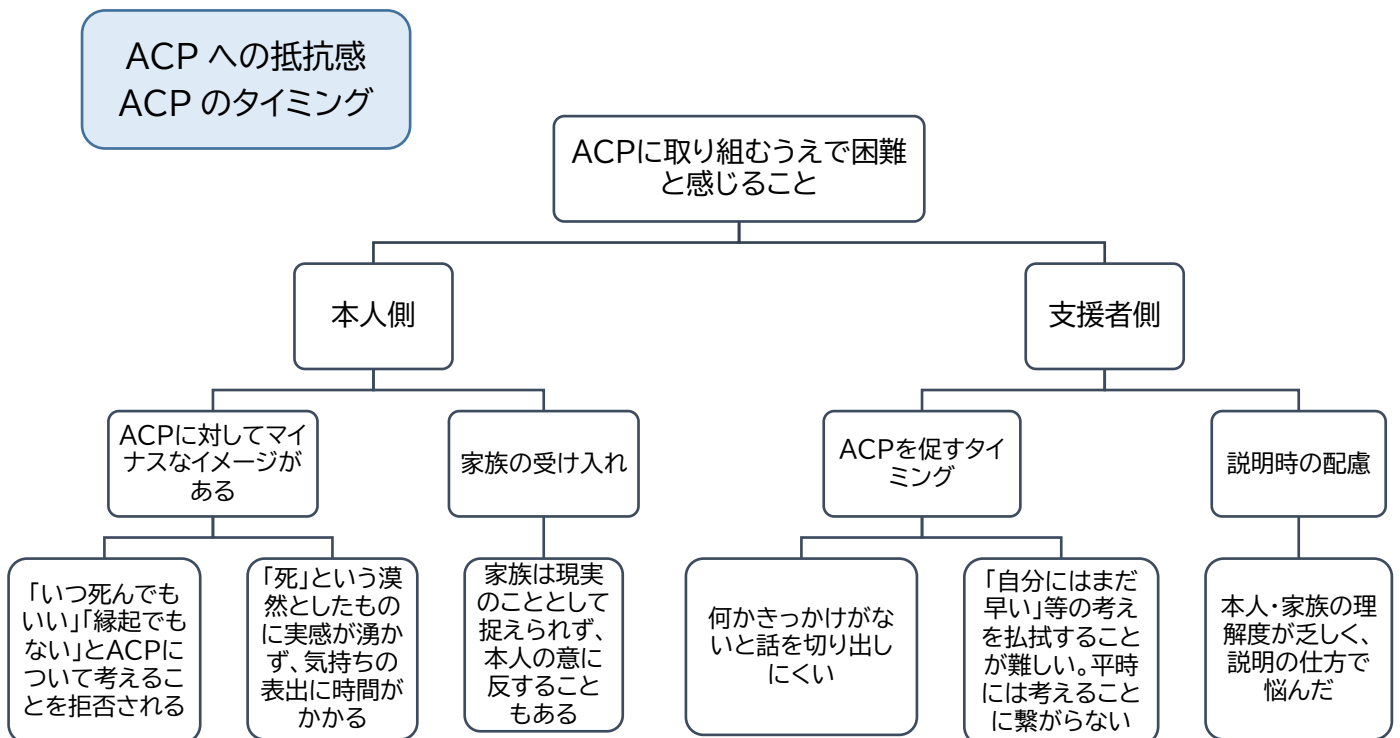 ACP への抵抗感
ACP のタイミング
ACPに取り組むうえで困難
と感じること
本人側
支援者側
ACPに対してマイ
ナスなイメージが
ある
家族の受け入れ
ACPを促すタイ
ミング
説明時の配慮
「いつ死んでも
いい」「縁起でも
ない」とACPに
ついて考えるこ
とを拒否される
「死」という漠
然としたもの
に実感が湧か
ず、気持ちの
表出に時間が
かかる
家族は現実
のこととして
捉えられず、
本人の意に
反すること
もある
何かきっかけがな
いと話を切り出し
にくい
「自分にはまだ
早い」等の考え
を払拭すること
が難しい。平時
には考えること
に繋がらない
本人・家族の理
解度が乏しく、
説明の仕方で
悩んだ